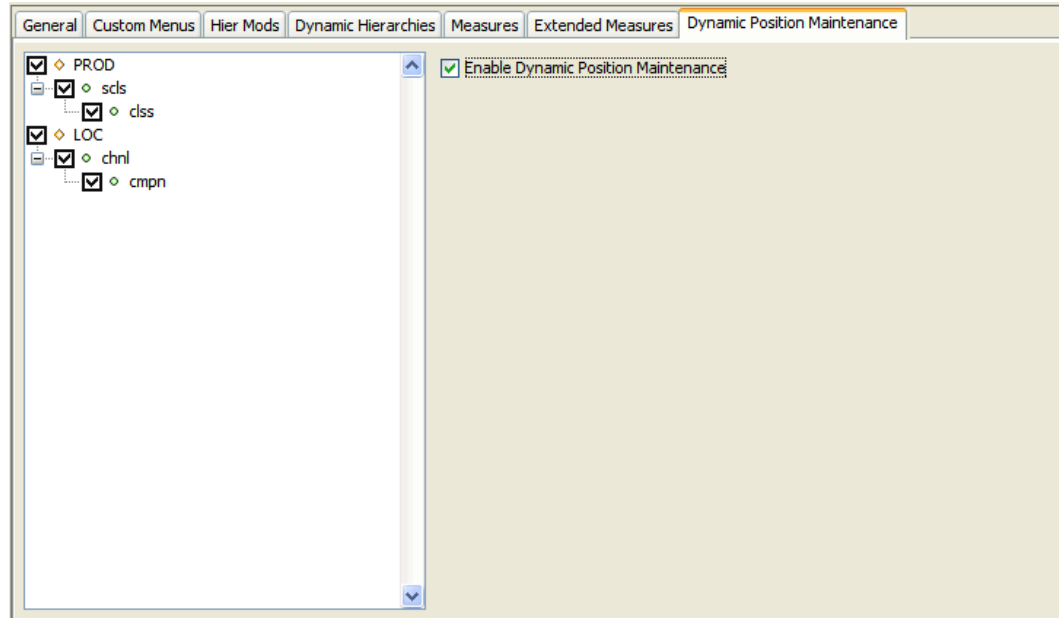 General Custom Menus Hier Mods Dynamic Hierarchies Measures Extended Measures Dynamic Position Maintenance
PROD
scls
clss
LOC
chnl
cmpn
Enable Dynamic Position Maintenance